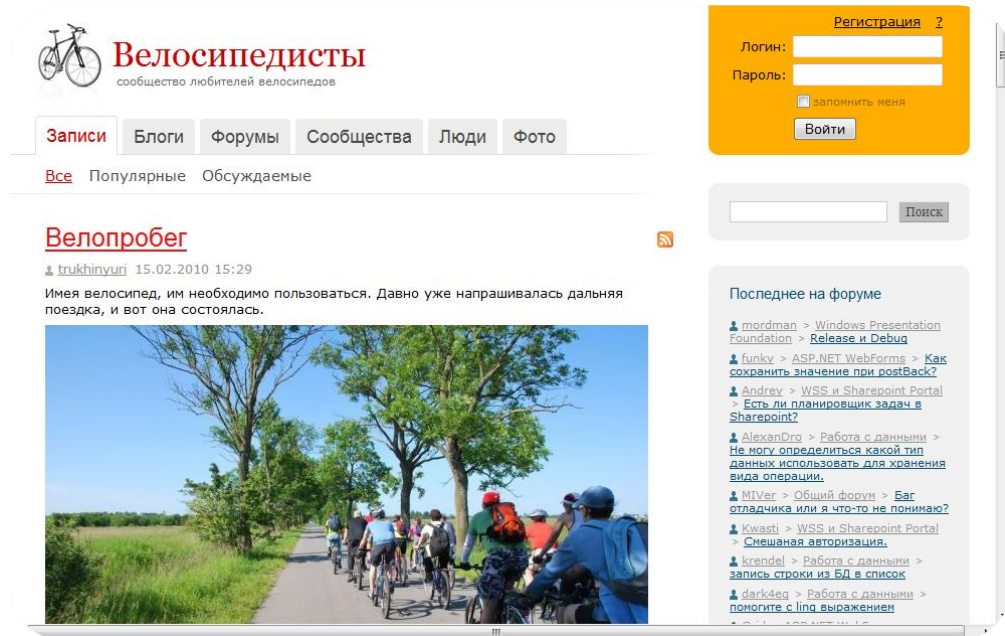 Велосипедисты
сообщество любителей велосипедов
Регистрация ?
Логин:
Пароль:
запомнить меня
Войти
Записи Блоги Форумы Сообщества Люди Фото
Все Популярные Обсуждаемые
Поиск
Велопробег
trukhinyuri 15.02.2010 15:29
Имея велосипед, им необходимо пользоваться. Давно уже напрашивалась дальняя
поездка, и вот она состоялась.
Последнее на форуме
mordman > Windows Presentation
Foundation > Release и Debug
funky > ASP.NET WebForms > Как
сохранить значение при postBack?
Andrey > WSS и Sharepoint Portal
> Есть ли планировщик задач в
Sharepoint?
AlexanDro > Работа с данными >
Не могу определиться какой тип
данных использовать для хранения
вида операции.
MIVer > Общий форум > Баг
отладчика или я что-то не понимаю?
Kwasti > WSS и Sharepoint Portal
> Смешаная авторизация.
krendel > Работа с данными >
запись строки из БД в список
dark4eg > Работа с данными >
помогите с linq выражением